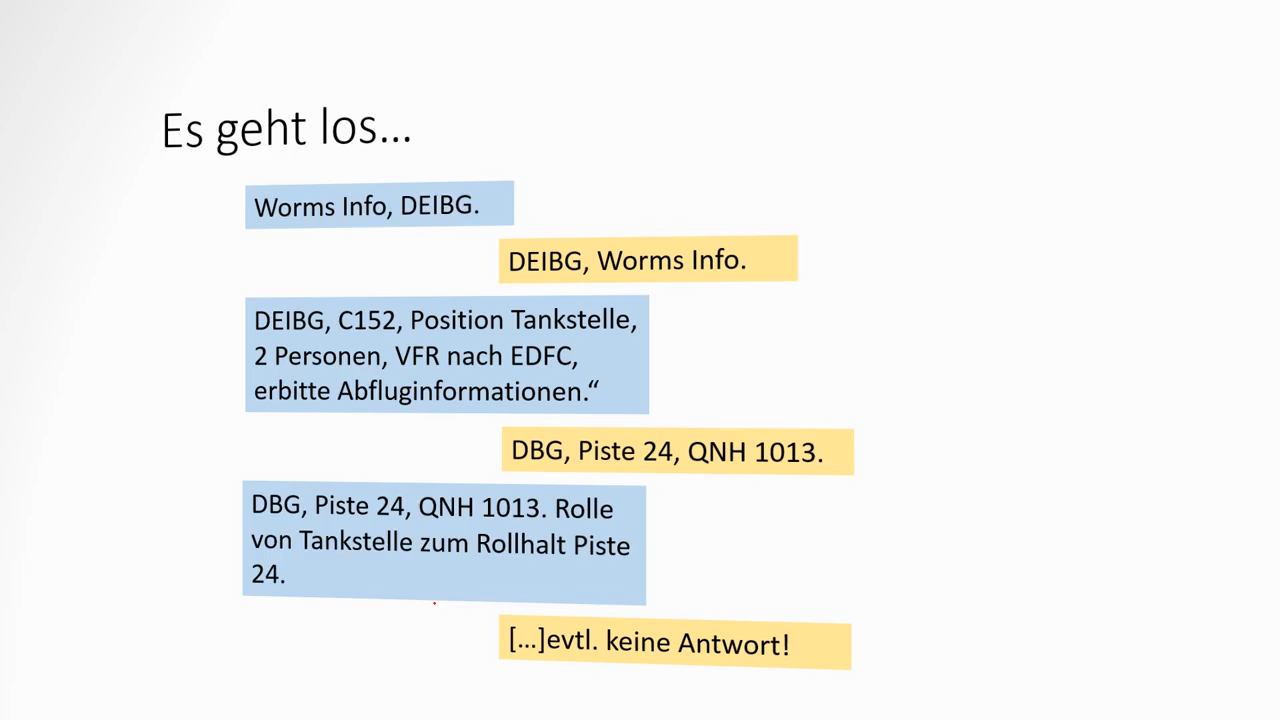 Es geht los...
Worms Info, DEIBG.
DEIBG, Worms Info.
DEIBG, C152, Position Tankstelle,
2 Personen, VFR nach EDFC,
erbitte Abfluginformationen.“
DBG, Piste 24, QNH 1013.
DBG, Piste 24, QNH 1013. Rolle
von Tankstelle zum Rollhalt Piste
24.
[...]evtl. keine Antwort!